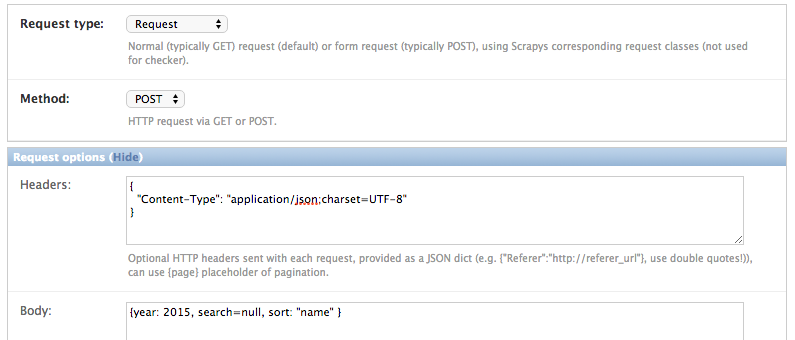 Request type: Request
Normal (typically GET) request (default) or form request (typically POST), using Scrapys corresponding request classes (not used
for checker).
Method: POST
HTTP request via GET or POST.
Request options (Hide)
Headers: {
"Content-Type": "application/json;charset=UTF-8"
}
Optional HTTP headers sent with each request, provided as a JSON dict (e.g. {"Referer":"http://referer_url"}, use double quotes!)),
can use {page} placeholder of pagination.
Body: {year: 2015, search=null, sort: "name" }